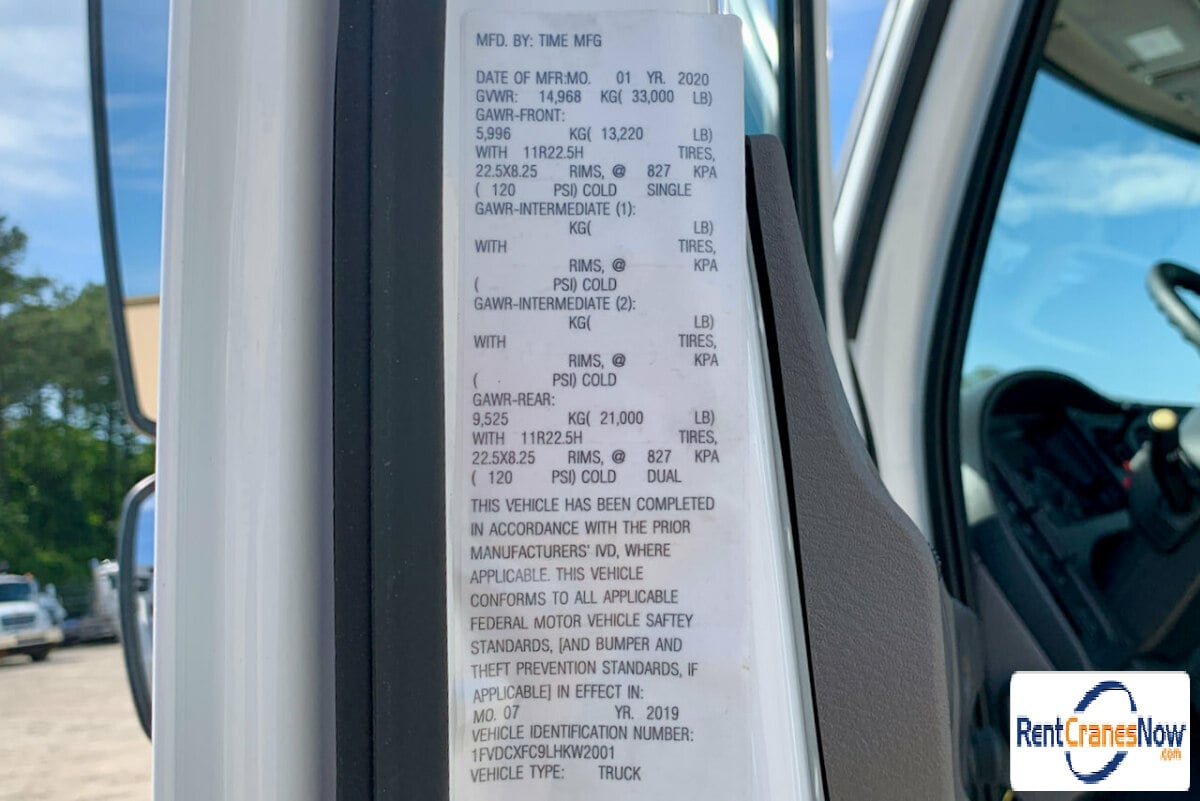 MFD. BY: TIME MFG
DATE OF MFR:MO. 01 YR. 2020
GVWR: 14,968 KG( 33,000 LB)
GAWR-FRONT:
5,996 KG( 13,220 LB)
WITH 11R22.5H TIRES,
22.5X8.25 RIMS, @ 827 KPA
( 120 PSI) COLD SINGLE
GAWR-INTERMEDIATE (1):
KG( LB)
WITH TIRES,
RIMS, @ KPA
( PSI) COLD
GAWR-INTERMEDIATE (2):
KG( LB)
WITH TIRES,
RIMS, @ KPA
( PSI) COLD
GAWR-REAR:
9,525 KG( 21,000 LB)
WITH 11R22.5H TIRES,
22.5X8.25 RIMS, @ 827 KPA
( 120 PSI) COLD DUAL
THIS VEHICLE HAS BEEN COMPLETED
IN ACCORDANCE WITH THE PRIOR
MANUFACTURERS' IVD, WHERE
APPLICABLE. THIS VEHICLE
CONFORMS TO ALL APPLICABLE
FEDERAL MOTOR VEHICLE SAFTEY
STANDARDS, [AND BUMPER AND
THEFT PREVENTION STANDARDS, IF
APPLICABLE] IN EFFECT IN:
MO. 07 YR. 2019
VEHICLE IDENTIFICATION NUMBER:
1FVDCXFC9LHKW2001
VEHICLE TYPE: TRUCK
RentCranesNow
.com